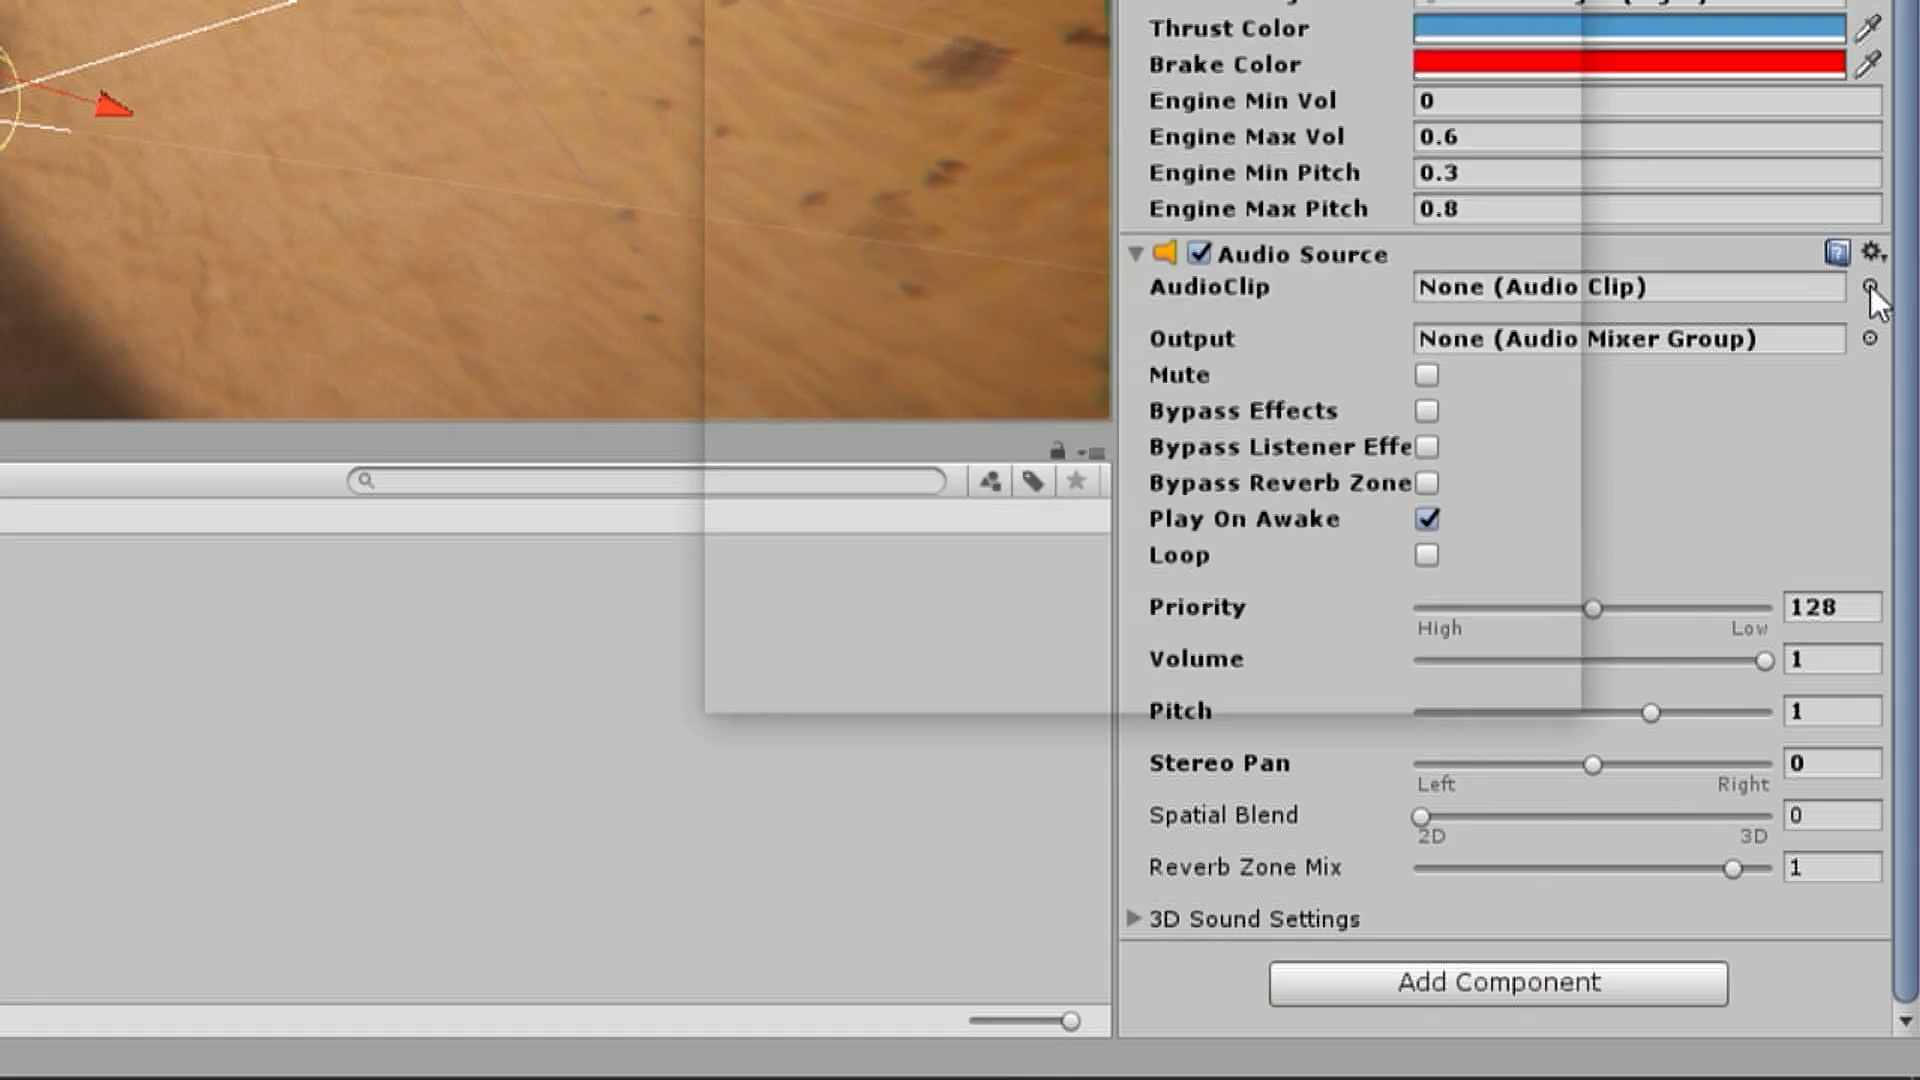 Thrust Color
Brake Color
Engine Min Vol 0
Engine Max Vol 0.6
Engine Min Pitch 0.3
Engine Max Pitch 0.8
Audio Source
AudioClip None (Audio Clip)
Output None (Audio Mixer Group)
Mute
Bypass Effects
Bypass Listener Effe
Bypass Reverb Zone
Play On Awake
Loop
Priority 128
High Low
Volume 1
Pitch 1
Stereo Pan 0
Left Right
Spatial Blend 0
2D 3D
Reverb Zone Mix 1
3D Sound Settings
Add Component